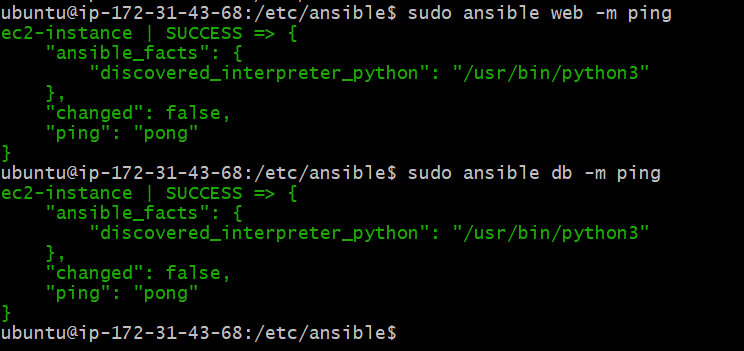 ubuntu@ip-172-31-43-68:/etc/ansible$ sudo ansible web -m ping
ec2-instance | SUCCESS => {
    "ansible_facts": {
        "discovered_interpreter_python": "/usr/bin/python3"
    },
    "changed": false,
    "ping": "pong"
}
ubuntu@ip-172-31-43-68:/etc/ansible$ sudo ansible db -m ping
ec2-instance | SUCCESS => {
    "ansible_facts": {
        "discovered_interpreter_python": "/usr/bin/python3"
    },
    "changed": false,
    "ping": "pong"
}
ubuntu@ip-172-31-43-68:/etc/ansible$